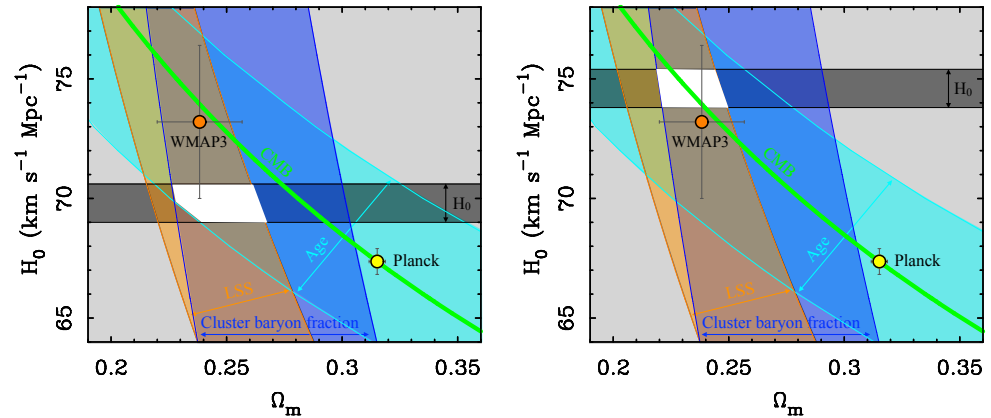 75
70
65
H₀ (km s⁻¹ Mpc⁻¹)
WMAP3
CMB
H₀
Age
Planck
LSS
Cluster baryon fraction
0.2
0.25
0.3
0.35
Ωₘ
75
70
65
H₀ (km s⁻¹ Mpc⁻¹)
H₀
WMAP3
CMB
Age
Planck
LSS
Cluster baryon fraction
0.2
0.25
0.3
0.35
Ωₘ